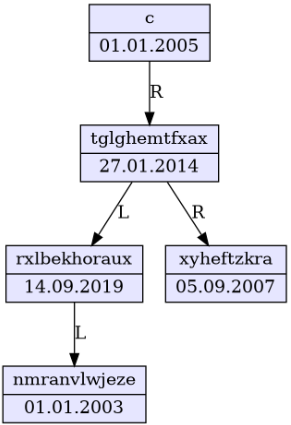 c
01.01.2005
R
tglghemtfxax
27.01.2014
L
R
rxlbekhoraux
14.09.2019
xyheftzkra
05.09.2007
L
nmranvlwjeze
01.01.2003